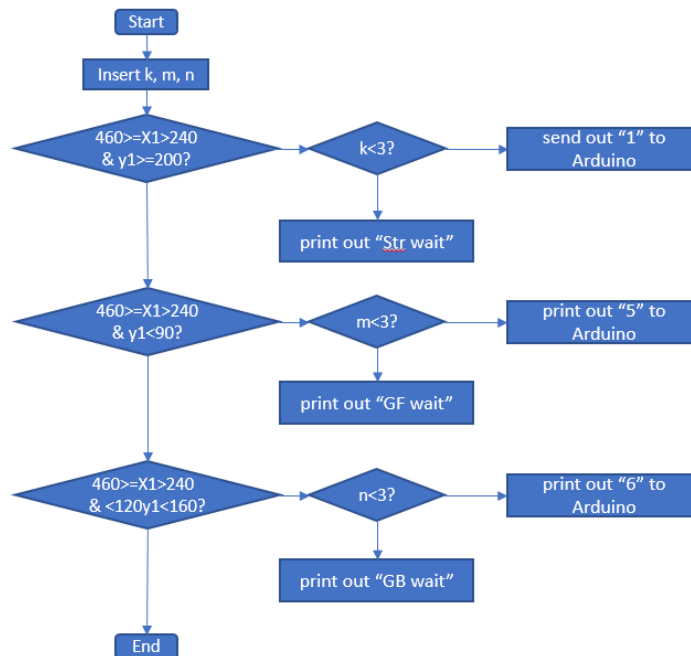 Start
Insert k, m, n
460>=X1>240
& y1>=200?
k<3?
send out “1” to
Arduino
print out “Str wait”
460>=X1>240
& y1<90?
m<3?
print out “5” to
Arduino
print out “GF wait”
460>=X1>240
& <120y1<160?
n<3?
print out “6” to
Arduino
print out “GB wait”
End